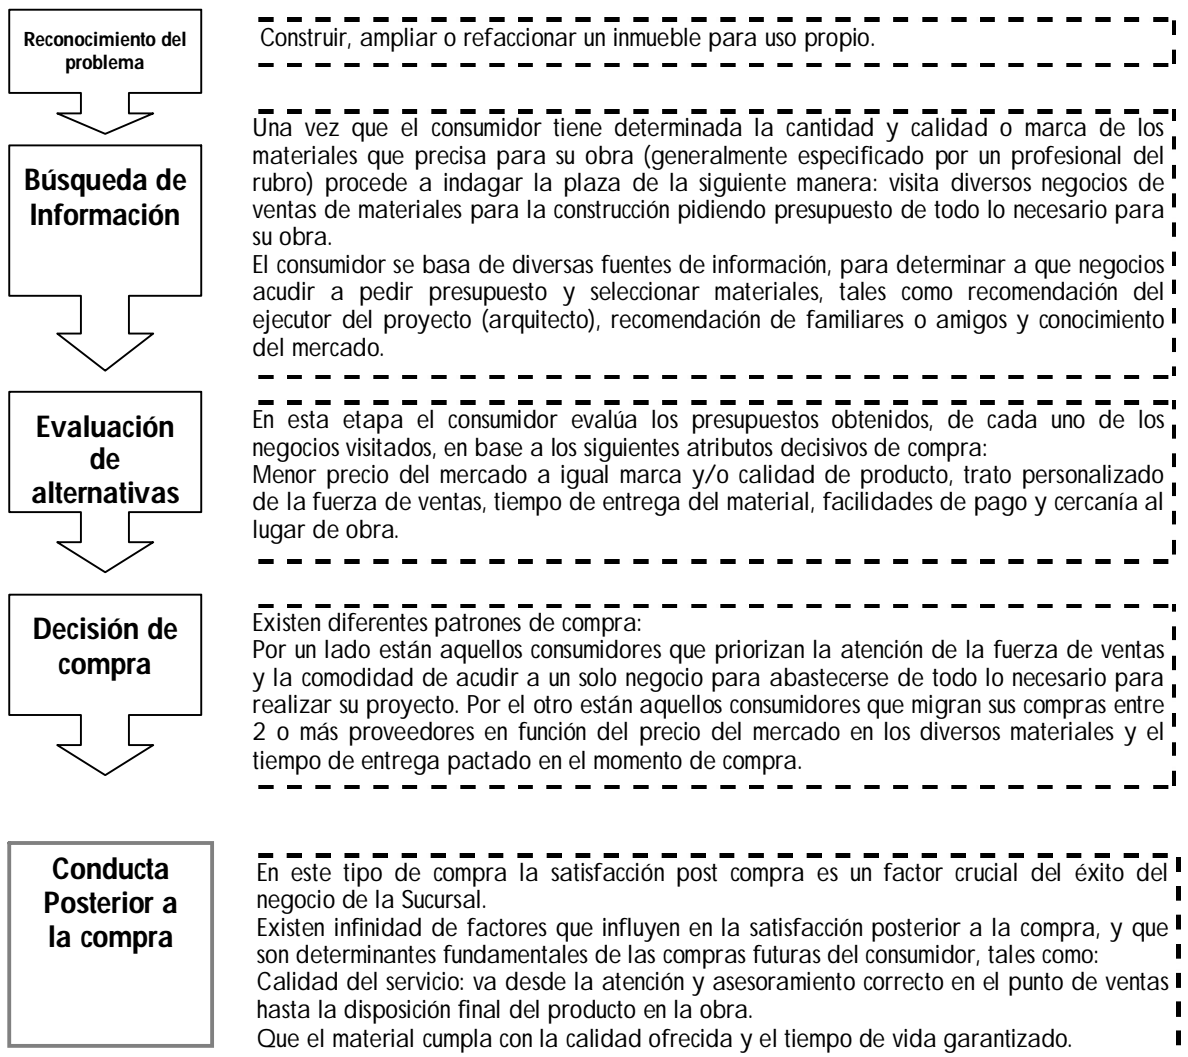 Reconocimiento del
problema
Construir, ampliar o refaccionar un inmueble para uso propio.
Búsqueda de
Información
Una vez que el consumidor tiene determinada la cantidad y calidad o marca de los
materiales que precisa para su obra (generalmente especificado por un profesional del
rubro) procede a indagar la plaza de la siguiente manera: visita diversos negocios de
ventas de materiales para la construcción pidiendo presupuesto de todo lo necesario para
su obra.
El consumidor se basa de diversas fuentes de información, para determinar a que negocios
acudir a pedir presupuesto y seleccionar materiales, tales como recomendación del
ejecutor del proyecto (arquitecto), recomendación de familiares o amigos y conocimiento
del mercado.
Evaluación
de
alternativas
En esta etapa el consumidor evalúa los presupuestos obtenidos, de cada uno de los
negocios visitados, en base a los siguientes atributos decisivos de compra:
Menor precio del mercado a igual marca y/o calidad de producto, trato personalizado
de la fuerza de ventas, tiempo de entrega del material, facilidades de pago y cercanía al
lugar de obra.
Decisión de
compra
Existen diferentes patrones de compra:
Por un lado están aquellos consumidores que priorizan la atención de la fuerza de ventas
y la comodidad de acudir a un solo negocio para abastecerse de todo lo necesario para
realizar su proyecto. Por el otro están aquellos consumidores que migran sus compras entre
2 o más proveedores en función del precio del mercado en los diversos materiales y el
tiempo de entrega pactado en el momento de compra.
Conducta
Posterior a
la compra
En este tipo de compra la satisfacción post compra es un factor crucial del éxito del
negocio de la Sucursal.
Existen infinidad de factores que influyen en la satisfacción posterior a la compra, y que
son determinantes fundamentales de las compras futuras del consumidor, tales como:
Calidad del servicio: va desde la atención y asesoramiento correcto en el punto de ventas
hasta la disposición final del producto en la obra.
Que el material cumpla con la calidad ofrecida y el tiempo de vida garantizado.